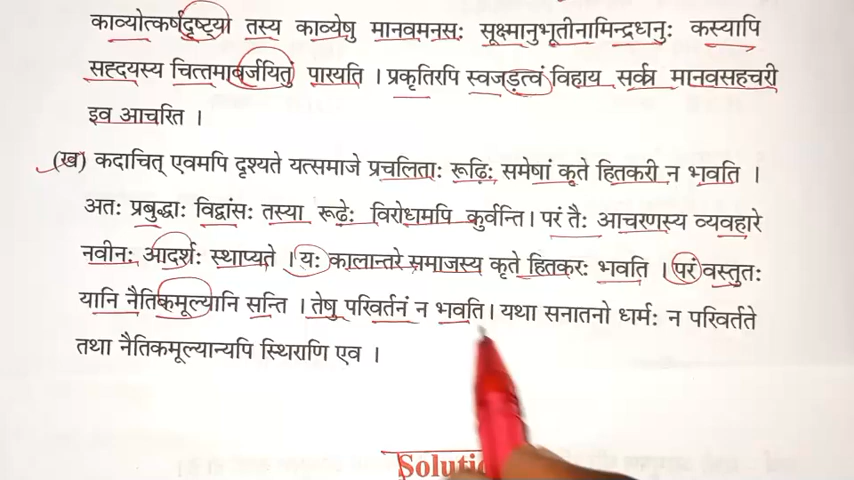 काव्योत्कर्षदृष्ट्या तस्य काव्येषु मानवमनसः सूक्ष्मानुभूतीनामिन्द्रधनुः कस्यापि
सहृदयस्य चित्तमाबर्जयितुं पारयति । प्रकृतिरपि स्वजड़त्वं विहाय सर्वत्र मानवसहचरी
इव आचरति ।
(ख) कदाचित् एवमपि दृश्यते यत्समाजे प्रचलिताः रूढ़िः समेषां कृते हितकरी न भवति ।
अतः प्रबुद्धाः विद्वांसः तस्या रूढेः विरोधमपि कुर्वन्ति। परं तैः आचरणस्य व्यवहारे
नवीनः आदर्शः स्थाप्यते । यः कालान्तरे समाजस्य कृते हितकरः भवति । परं वस्तुतः
यानि नैतिकमूल्यानि सन्ति । तेषु परिवर्तनं न भवति। यथा सनातनो धार्मः न परिवर्तते
तथा नैतिकमूल्यान्यपि स्थिराणि एव ।